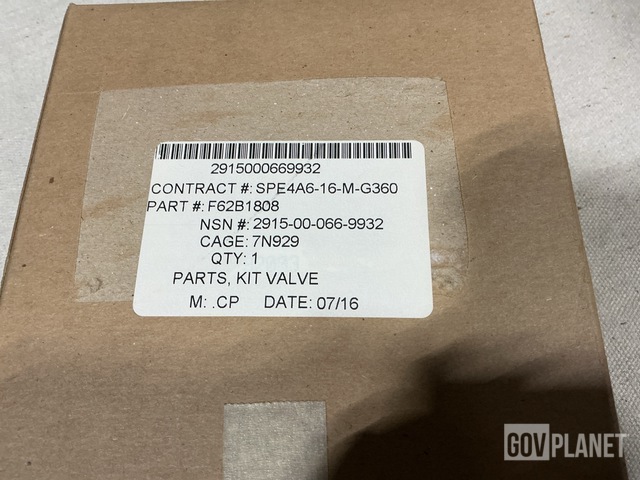 2915000669932
CONTRACT #: SPE4A6-16-M-G360
PART #: F62B1808
NSN #: 2915-00-066-9932
CAGE: 7N929
QTY: 1
PARTS, KIT VALVE
M: .CP DATE: 07/16
GOVPLANET